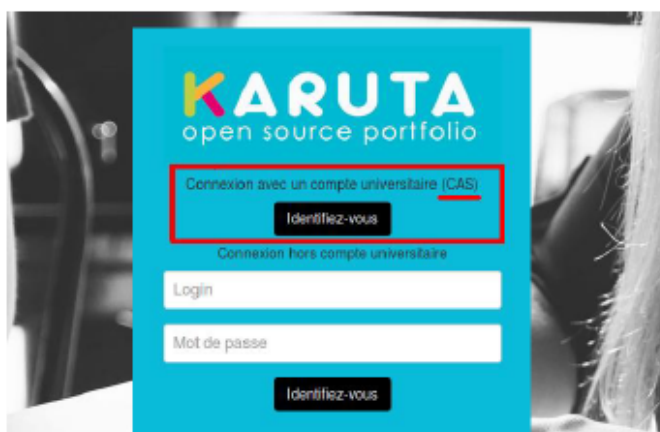 KARUTA
open source portfolio
Connexion avec un compte universitaire (CAS)
Identifiez-vous
Connexion hors compte universitaire
Login
Mot de passe
Identifiez-vous